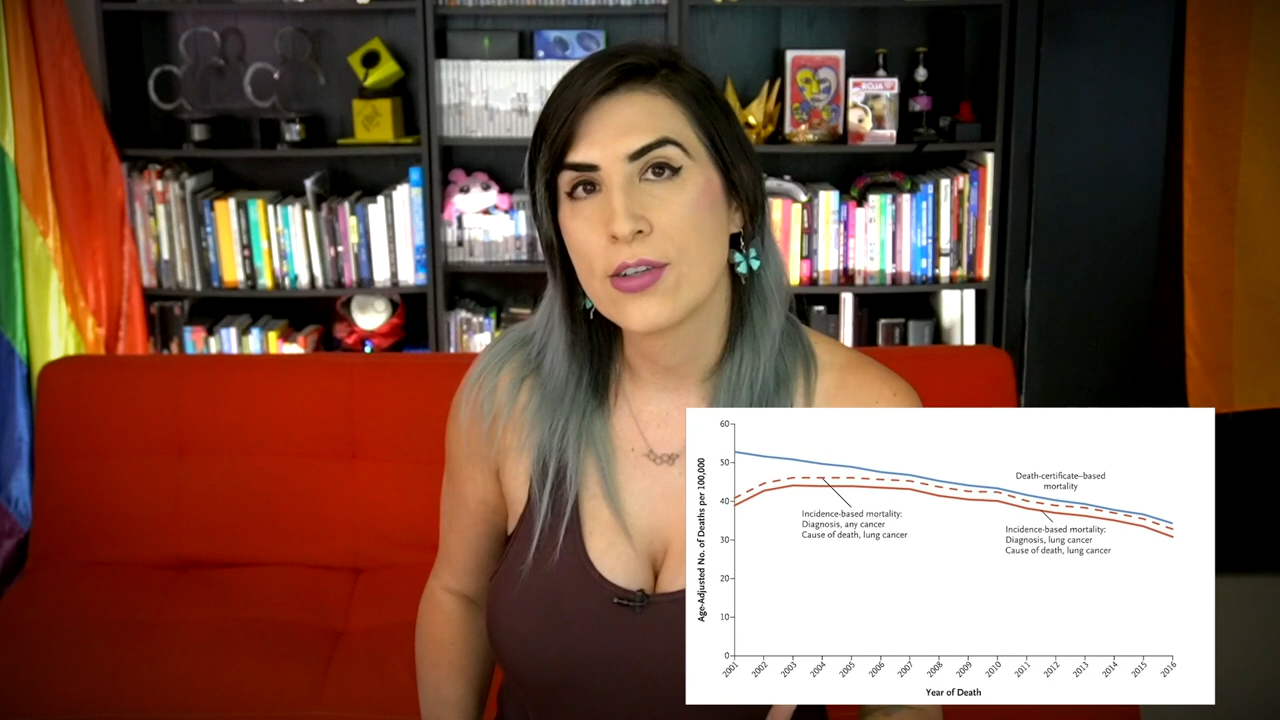 ROJA
60
50
40
30
20
10
0
Age-Adjusted No. of Deaths per 100,000
Death-certificate–based
mortality
Incidence-based mortality:
Diagnosis, any cancer
Cause of death, lung cancer
Incidence-based mortality:
Diagnosis, lung cancer
Cause of death, lung cancer
2001 2002 2003 2004 2005 2006 2007 2008 2009 2010 2011 2012 2013 2014 2015 2016
Year of Death